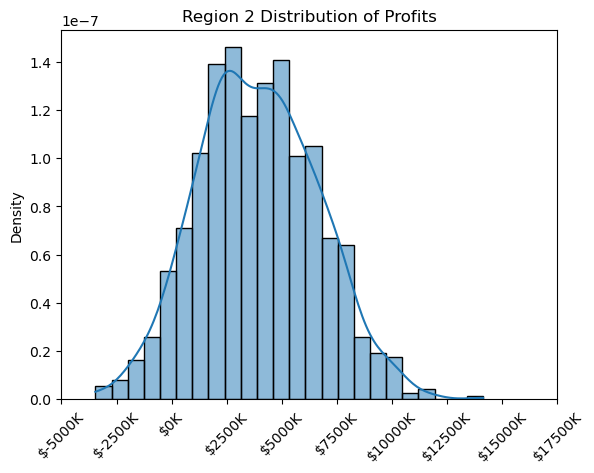 Region 2 Distribution of Profits
1e−7
1.4
1.2
1.0
0.8
0.6
0.4
0.2
0.0
Density
$-5000K
$-2500K
$0K
$2500K
$5000K
$7500K
$10000K
$12500K
$15000K
$17500K